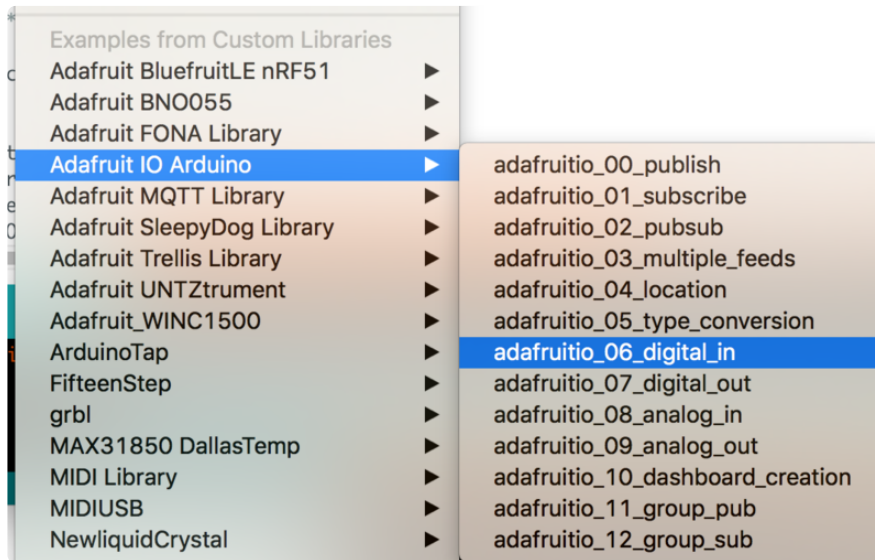 Examples from Custom Libraries
Adafruit BluefruitLE nRF51
Adafruit BNO055
Adafruit FONA Library
Adafruit IO Arduino
Adafruit MQTT Library
Adafruit SleepyDog Library
Adafruit Trellis Library
Adafruit UNTZtrument
Adafruit_WINC1500
ArduinoTap
FifteenStep
grbl
MAX31850 DallasTemp
MIDI Library
MIDIUSB
NewliquidCrystal
adafruitio_00_publish
adafruitio_01_subscribe
adafruitio_02_pubsub
adafruitio_03_multiple_feeds
adafruitio_04_location
adafruitio_05_type_conversion
adafruitio_06_digital_in
adafruitio_07_digital_out
adafruitio_08_analog_in
adafruitio_09_analog_out
adafruitio_10_dashboard_creation
adafruitio_11_group_pub
adafruitio_12_group_sub